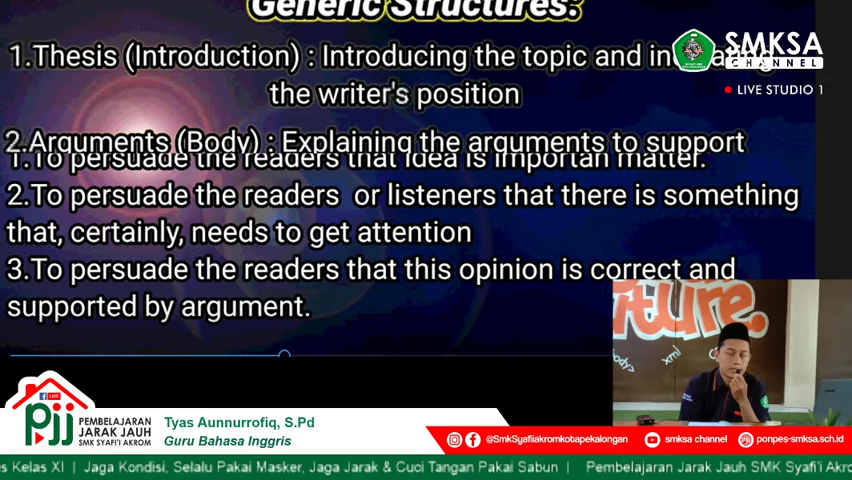 Generic Structures:
1.Thesis (Introduction) : Introducing the topic and
the writer's position
2.Arguments (Body) : Explaining the arguments to support
1.To persuade the readers that idea is importan matter.
2.To persuade the readers or listeners that there is something
that, certainly, needs to get attention
3.To persuade the readers that this opinion is correct and
supported by argument.
SMKSA
CHANNEL
LIVE STUDIO 1
LIVE
pjj
PEMBELAJARAN
JARAK JAUH
SMK SYAFI'I AKROM
Tyas Aunnurrofiq, S.Pd
Guru Bahasa Inggris
@SmkSyafiiakromkotapekalongan
smksa channel
ponpes-smksa.sch.id
Kelas XI | Jaga Kondisi, Selalu Pakai Masker, Jaga Jarak & Cuci Tangan Pakai Sabun | Pembelajaran Jarak Jauh SMK Syafi'i
xml